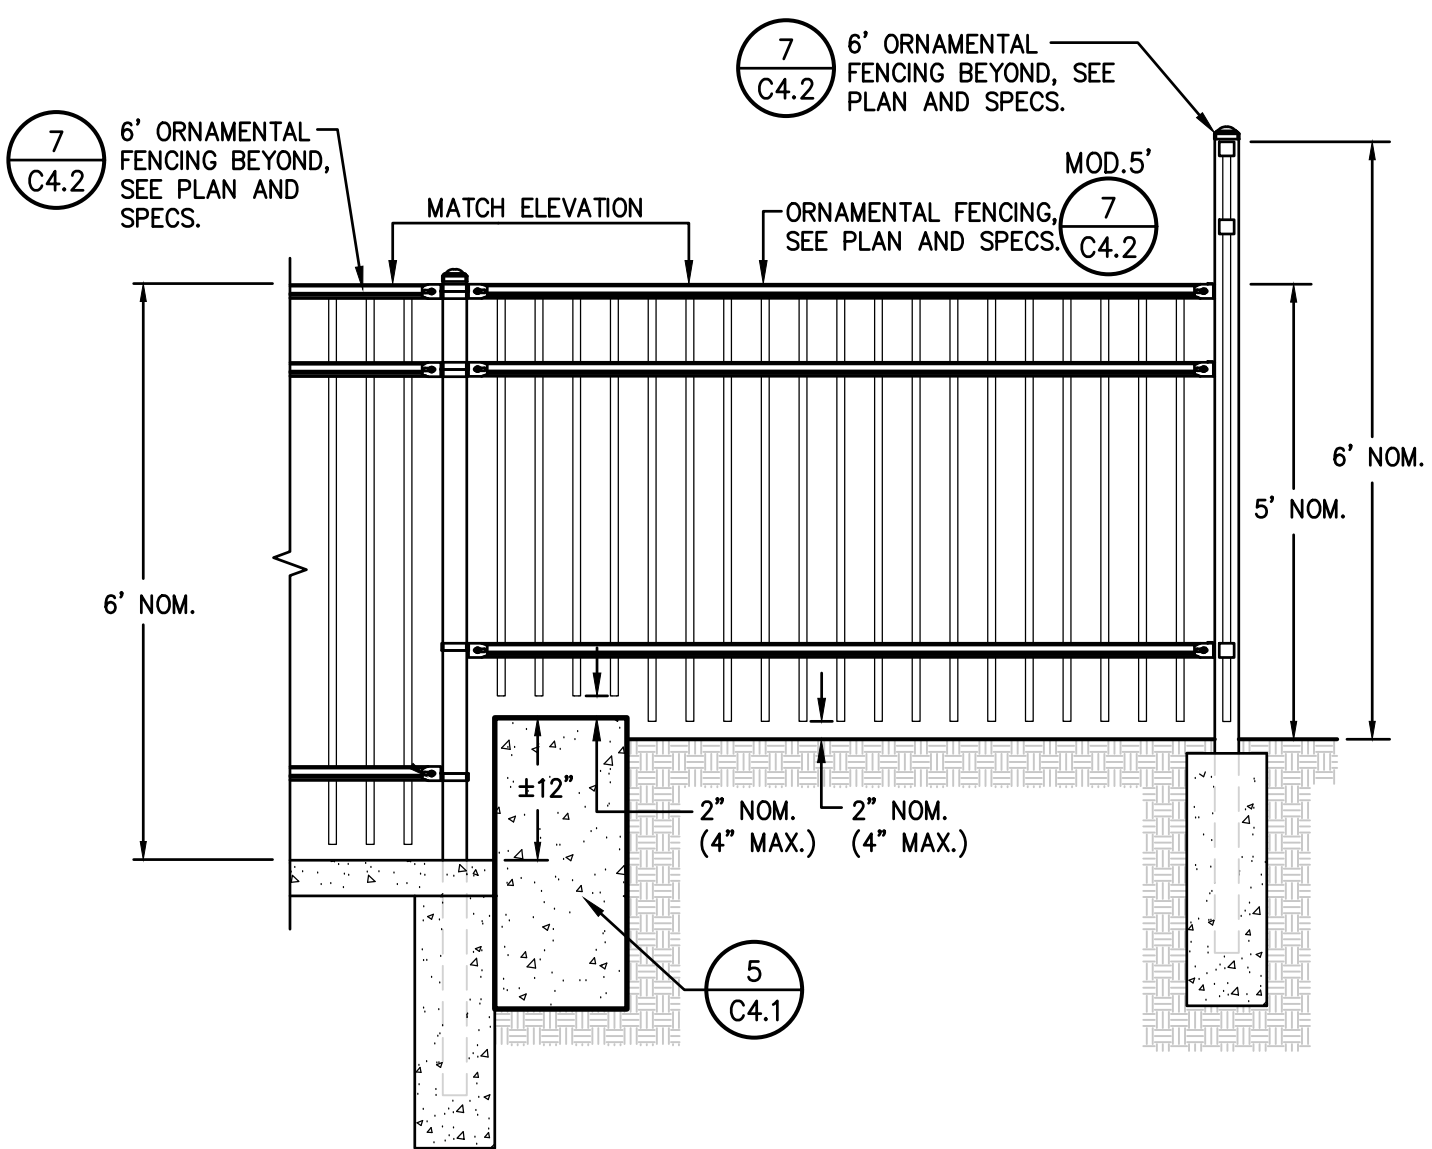 7
C4.2
6' ORNAMENTAL
FENCING BEYOND, SEE
PLAN AND SPECS.
7
C4.2
6' ORNAMENTAL
FENCING BEYOND,
SEE PLAN AND
SPECS.
MATCH ELEVATION
MOD.5'
ORNAMENTAL FENCING,
SEE PLAN AND SPECS.
7
C4.2
6' NOM.
5' NOM.
6' NOM.
±12"
2" NOM.
(4" MAX.)
2" NOM.
(4" MAX.)
5
C4.1